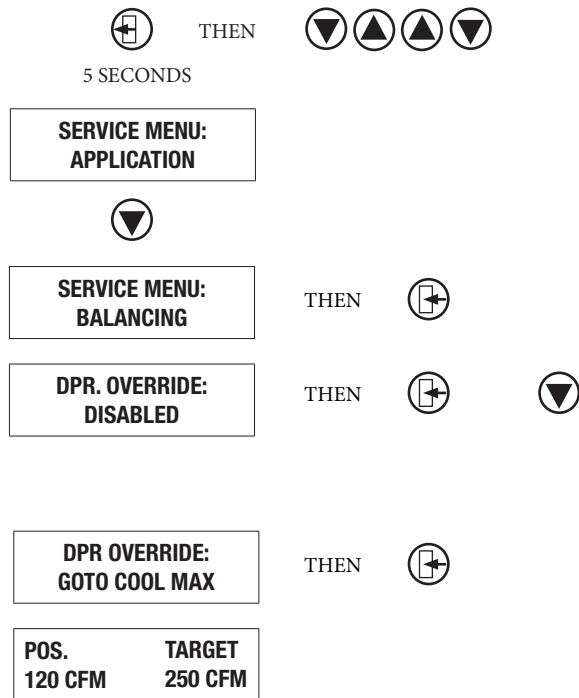 THEN
5 SECONDS
SERVICE MENU:
APPLICATION
SERVICE MENU:
BALANCING
THEN
DPR. OVERRIDE:
DISABLED
THEN
DPR OVERRIDE:
GOTO COOL MAX
THEN
POS. TARGET
120 CFM 250 CFM